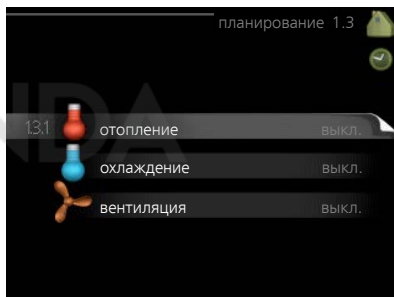 планирование 1.3
1.3.1 отопление выкл.
охлаждение выкл.
вентиляция выкл.